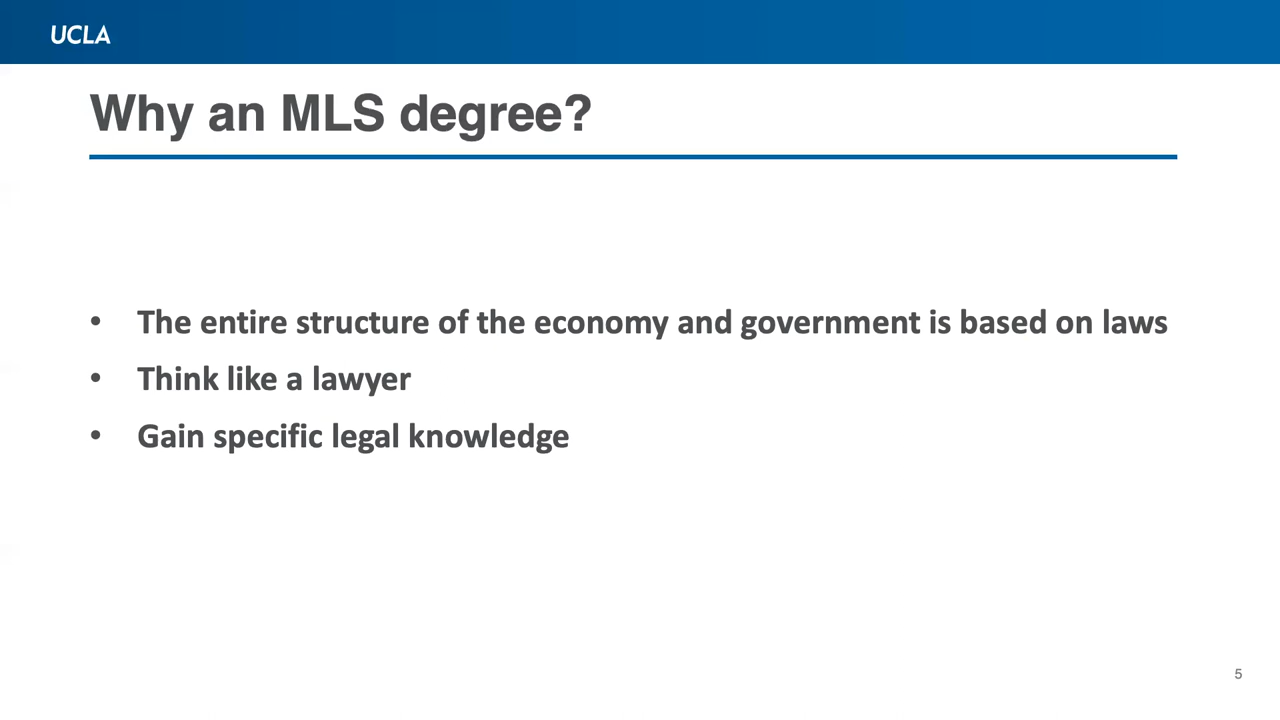 UCLA
Why an MLS degree?
• The entire structure of the economy and government is based on laws
• Think like a lawyer
• Gain specific legal knowledge
5